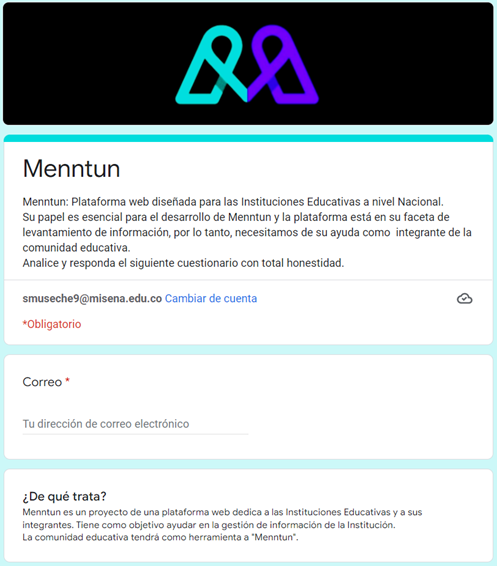 Menntun
Menntun: Plataforma web diseñada para las Instituciones Educativas a nivel Nacional.
Su papel es esencial para el desarrollo de Menntun y la plataforma está en su faceta de
levantamiento de información, por lo tanto, necesitamos de su ayuda como  integrante de la
comunidad educativa.
Analice y responda el siguiente cuestionario con total honestidad.
smuseche9@misena.edu.co Cambiar de cuenta
*Obligatorio
Correo *
Tu dirección de correo electrónico
¿De qué trata?
Menntun es un proyecto de una plataforma web dedica a las Instituciones Educativas y a sus
integrantes. Tiene como objetivo ayudar en la gestión de información de la Institución.
La comunidad educativa tendrá como herramienta a "Menntun".